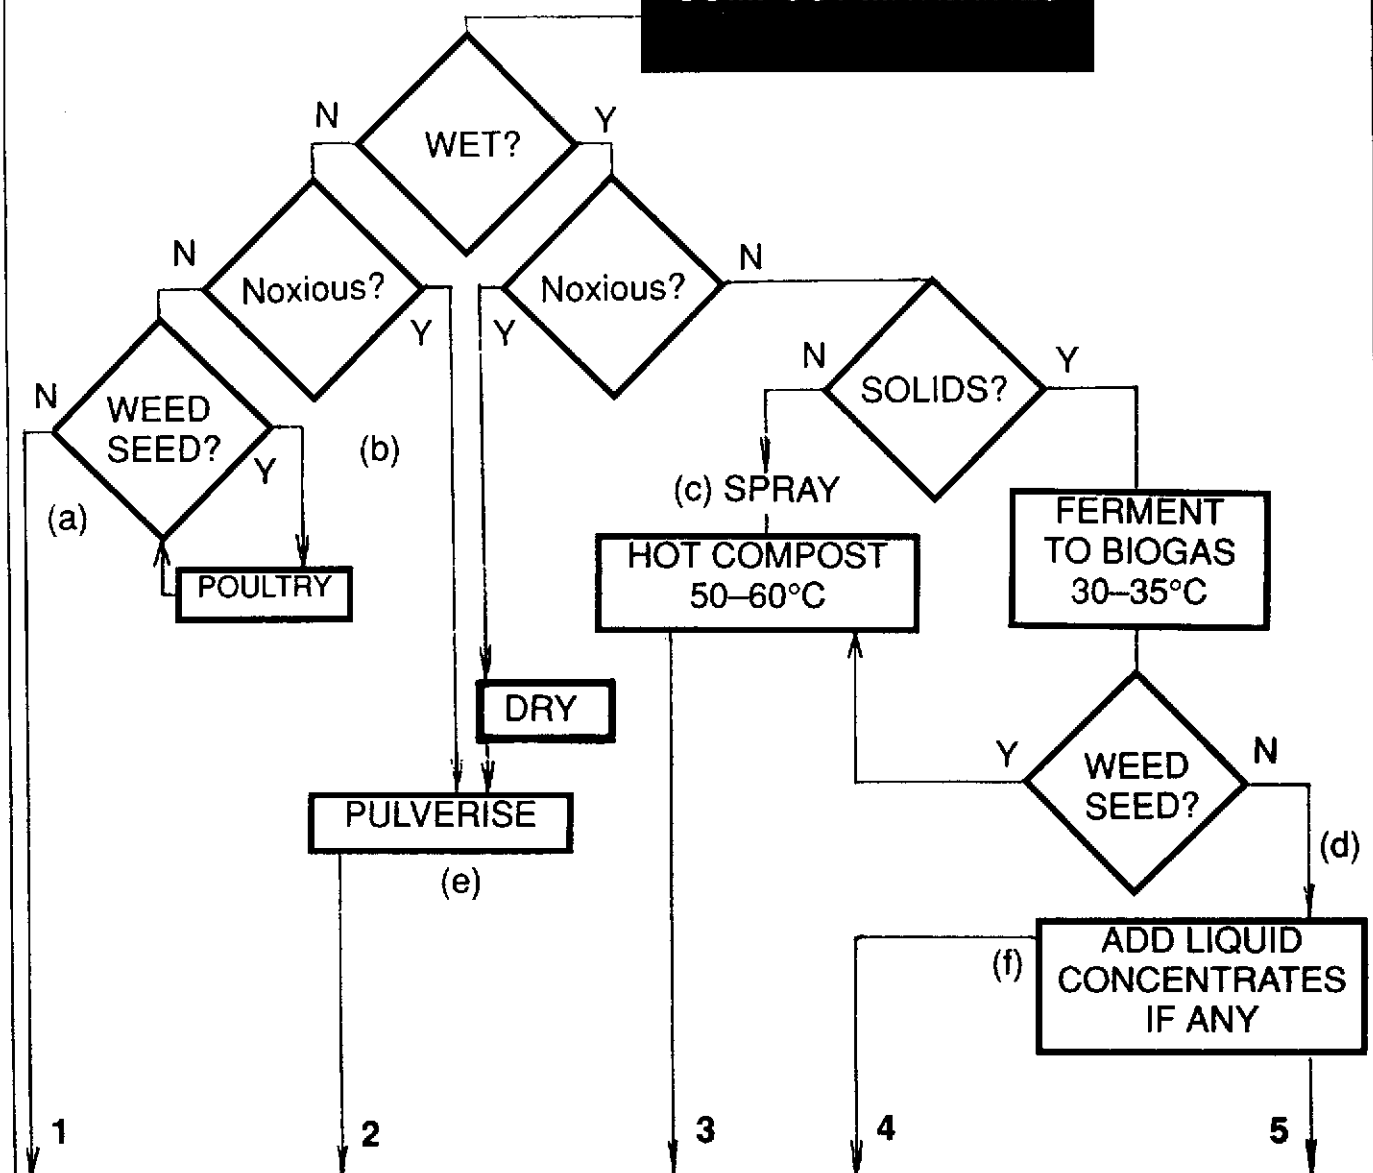 N
Y
WET?
N
Noxious?
Y
Y
Noxious?
N
N
WEED
SEED?
Y
(a)
(b)
N
SOLIDS?
Y
(c) SPRAY
HOT COMPOST
50–60°C
FERMENT
TO BIOGAS
30–35°C
POULTRY
DRY
PULVERISE
(e)
Y
WEED
SEED?
N
(d)
(f)
ADD LIQUID
CONCENTRATES
IF ANY
1
2
3
4
5